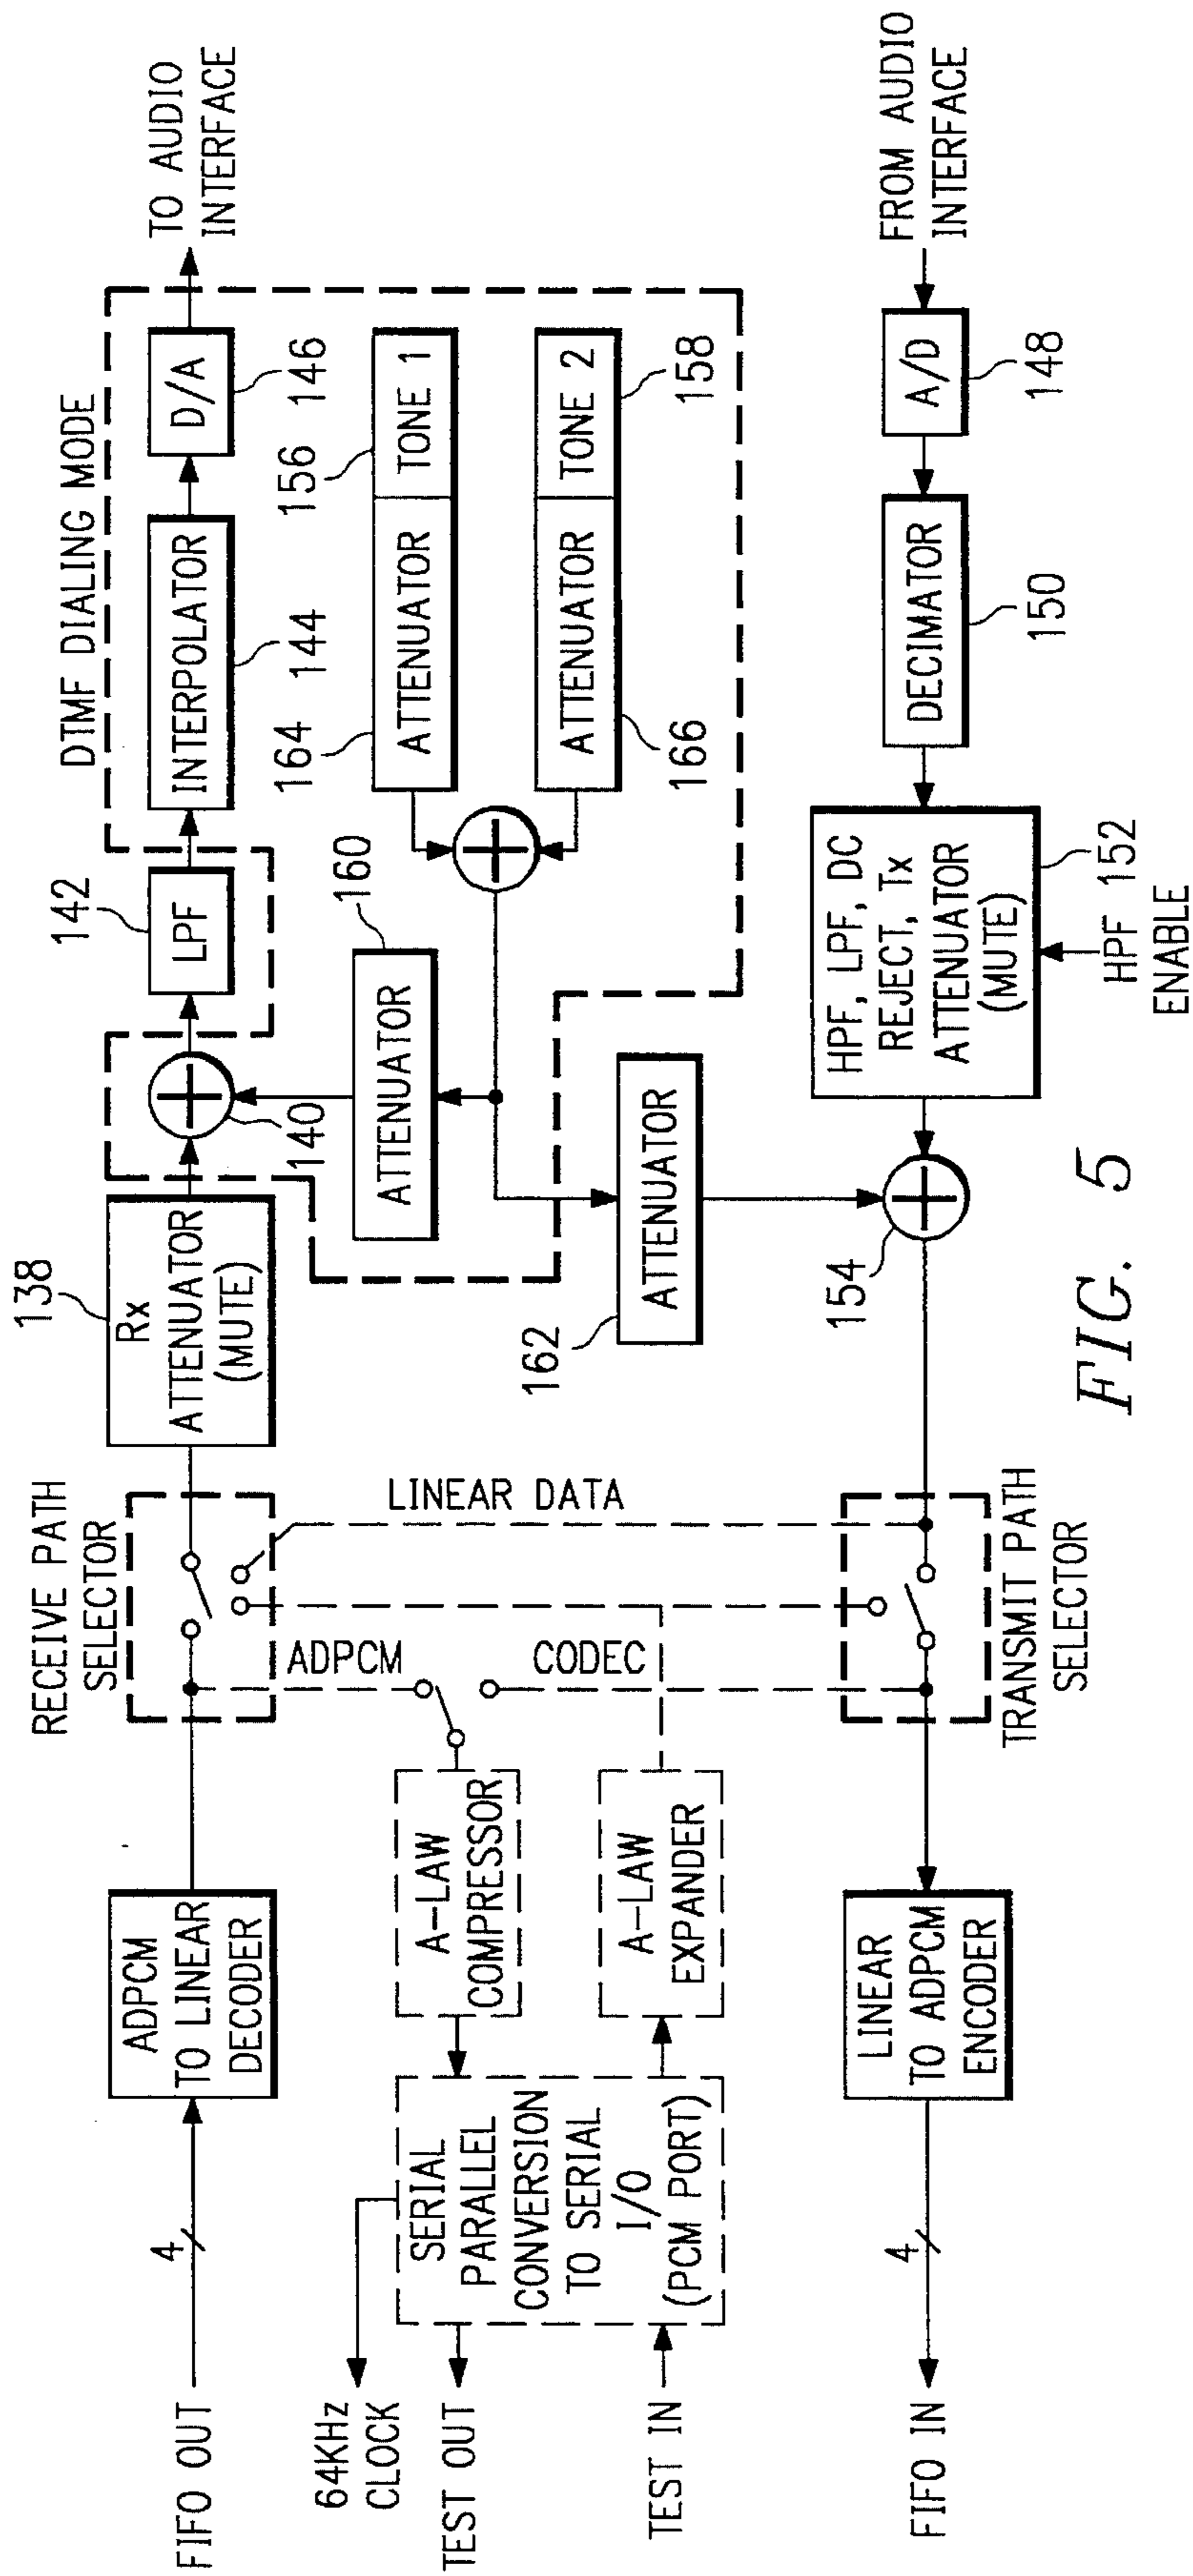 DTMF DIALING MODE
TO AUDIO
INTERFACE
RECEIVE PATH
SELECTOR
138
Rx
ATTENUATOR
(MUTE)
140
142
LPF
INTERPOLATOR
144
D/A
146
FIFO OUT
4
ADPCM
TO LINEAR
DECODER
160
ATTENUATOR
164
156
ATTENUATOR
TONE 1
ATTENUATOR
TONE 2
166
158
162
ATTENUATOR
LINEAR DATA
ADPCM
CODEC
64KHz
CLOCK
TEST OUT
TEST IN
SERIAL
PARALLEL
CONVERSION
TO SERIAL
I/O
(PCM PORT)
A-LAW
COMPRESSOR
A-LAW
EXPANDER
FIFO IN
4
LINEAR
TO ADPCM
ENCODER
TRANSMIT PATH
SELECTOR
154
HPF, LPF, DC
REJECT, Tx
ATTENUATOR
(MUTE)
152
HPF
ENABLE
DECIMATOR
150
A/D
148
FROM AUDIO
INTERFACE
FIG. 5